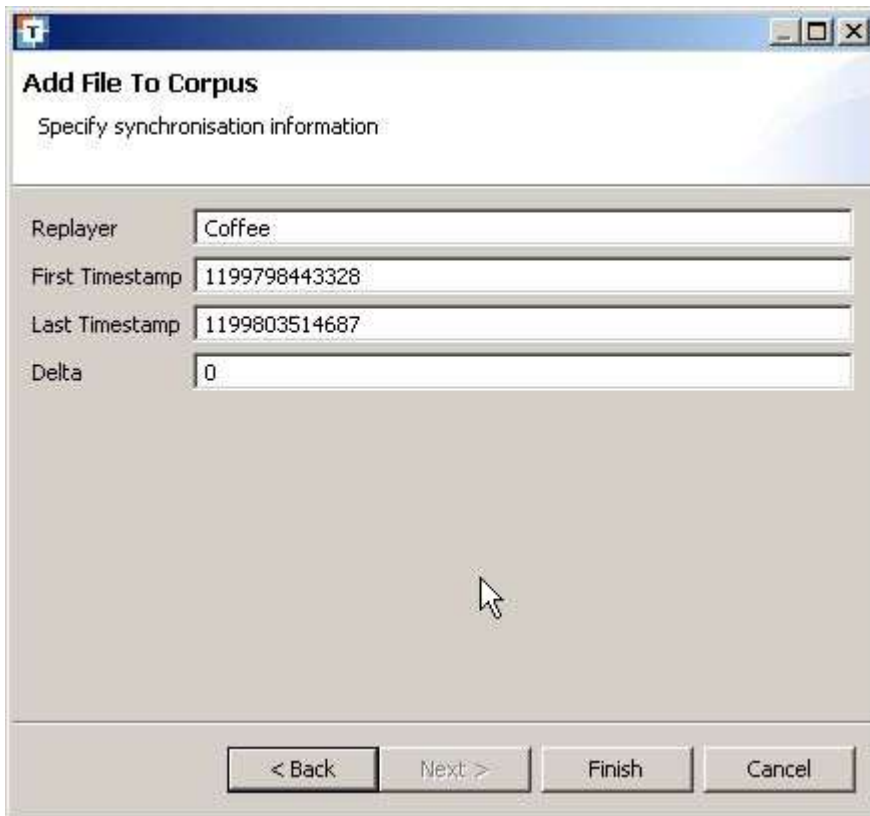 T
Add File To Corpus
Specify synchronisation information
Replayer Coffee
First Timestamp 1199798443328
Last Timestamp 1199803514687
Delta 0
< Back Next > Finish Cancel